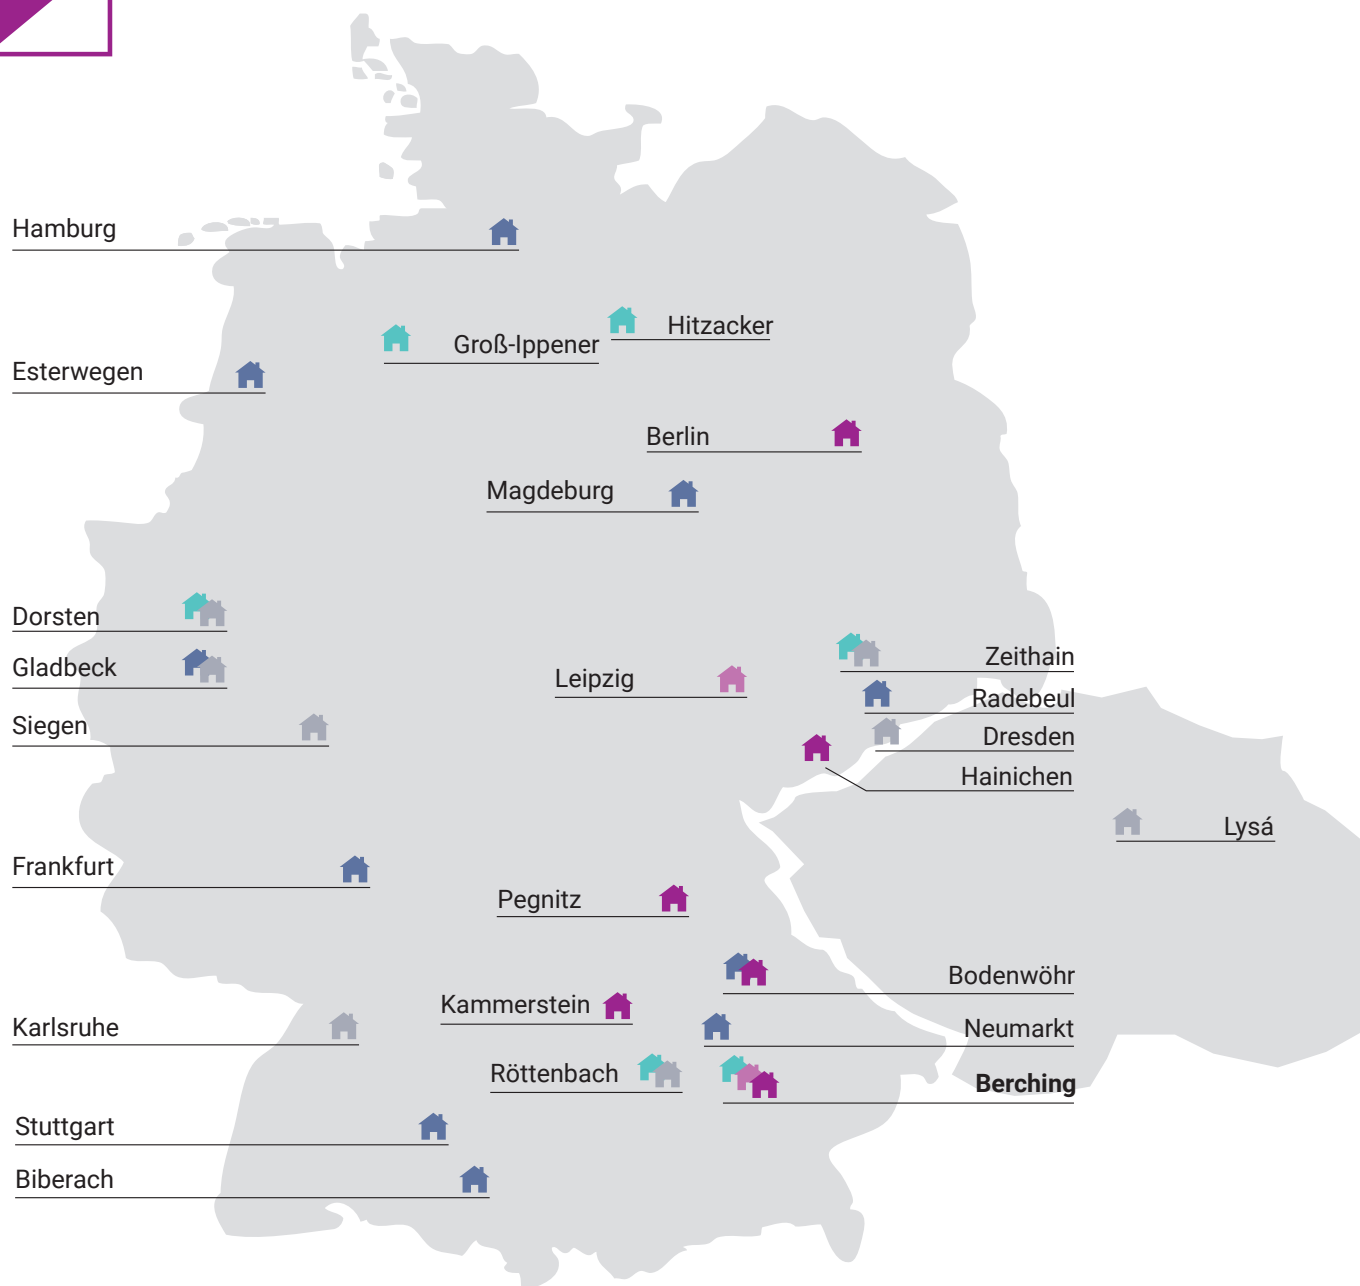 Hamburg
Hitzacker
Groß-Ippener
Esterwegen
Berlin
Magdeburg
Dorsten
Zeithain
Gladbeck
Leipzig
Radebeul
Siegen
Dresden
Hainichen
Lysá
Frankfurt
Pegnitz
Bodenwöhr
Kammerstein
Karlsruhe
Neumarkt
Röttenbach
Berching
Stuttgart
Biberach